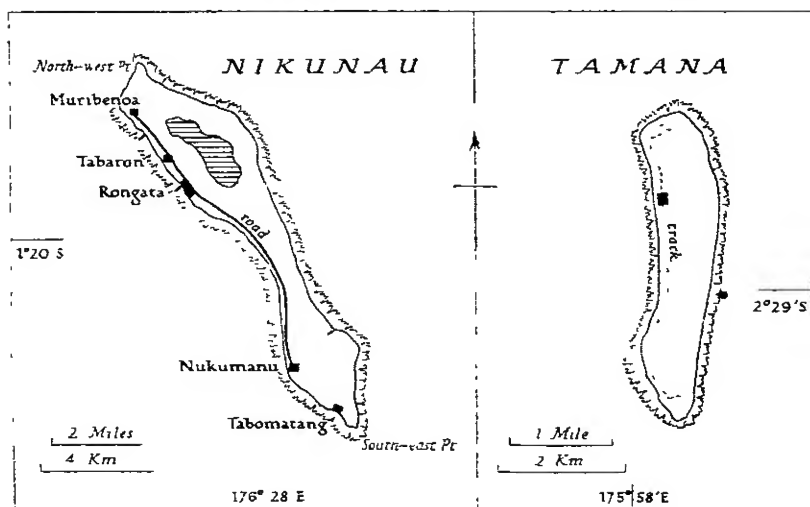 NIKUNAU
North-west Pt
Muribenoa
Tabaron
Rongata
road
1°20 S
Nukumanu
Tabomatang
South-east Pt
2 Miles
4 Km
176° 28 E
TAMANA
track
2°29'S
1 Mile
2 Km
175°58'E